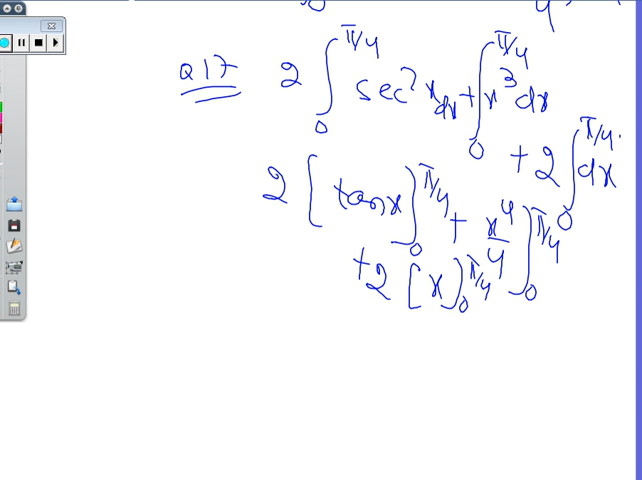 Q17 2 ∫₀^π/4 sec² x dx + ∫₀^π/4 x³ dx
+ 2 ∫₀^π/4 dx
2 [tan x]₀^π/4 + x⁴/4 ]₀^π/4
+2 [x]₀^π/4